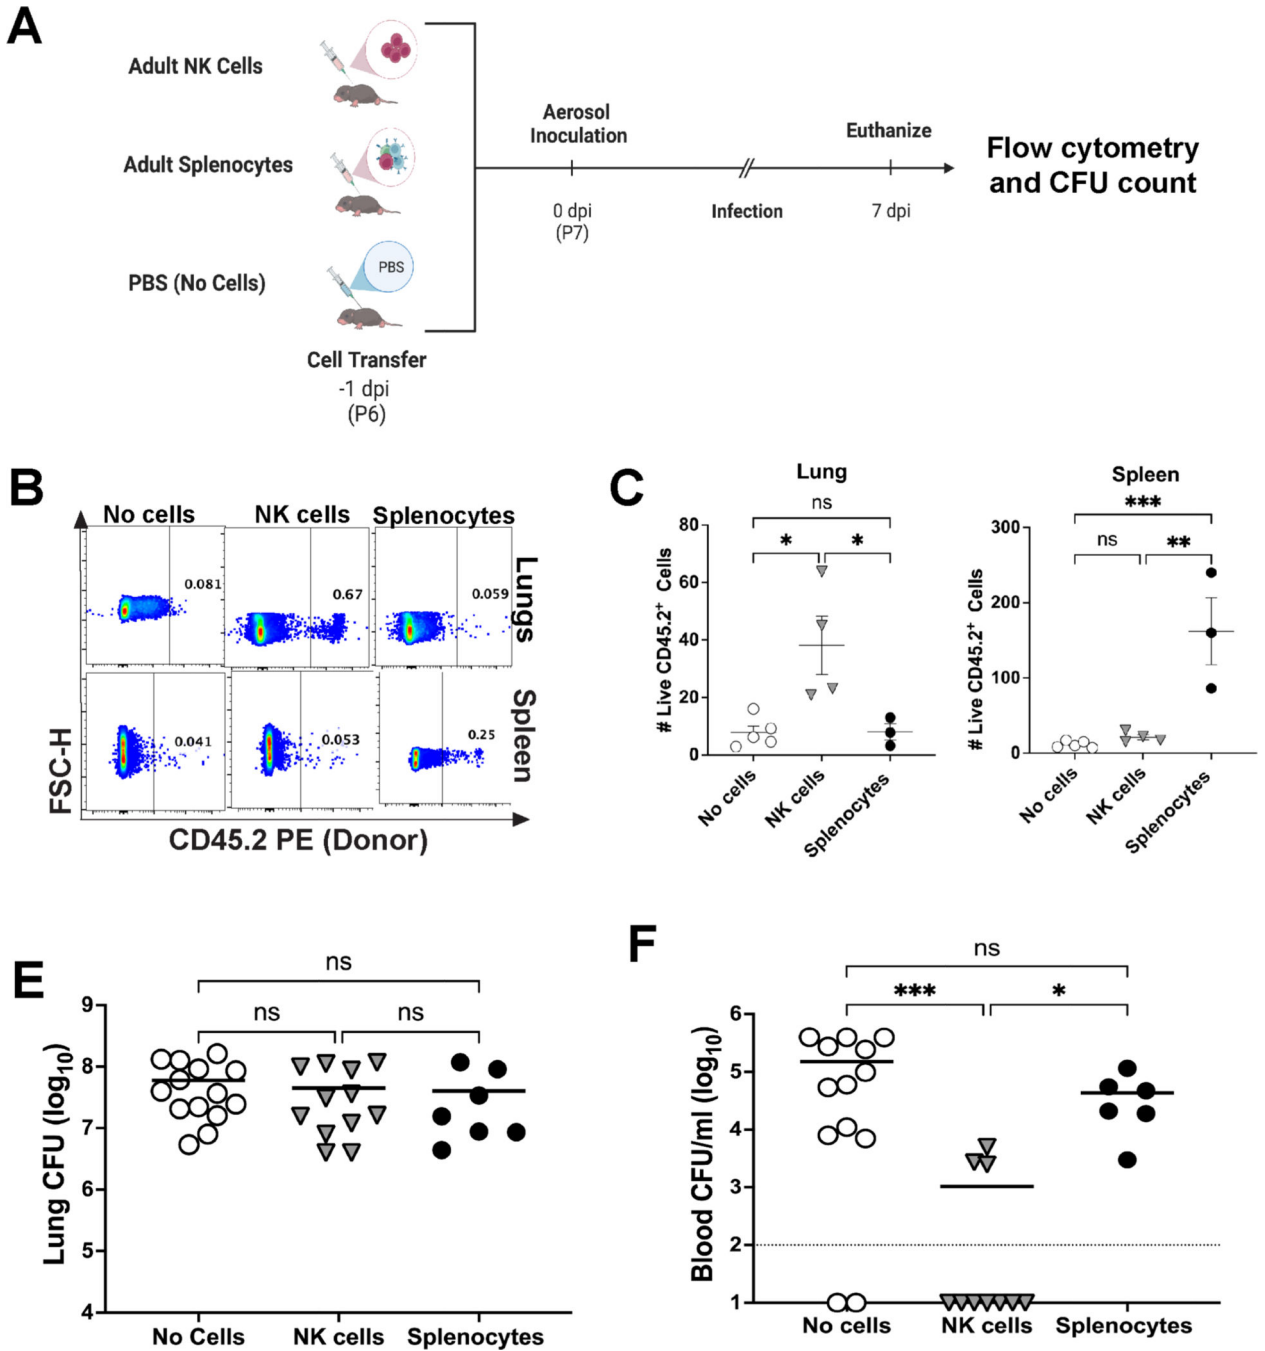 A
Adult NK Cells
Adult Splenocytes
PBS (No Cells)
PBS
Cell Transfer
-1 dpi
(P6)
Aerosol
Inoculation
0 dpi
(P7)
Infection
Euthanize
7 dpi
Flow cytometry
and CFU count
B
No cells
NK cells
Splenocytes
0.081
0.67
0.059
Lungs
0.041
0.053
0.25
Spleen
FSC-H
CD45.2 PE (Donor)
C
Lung
ns
* *
# Live CD45.2⁺ Cells
80
60
40
20
0
No cells
NK cells
Splenocytes
Spleen
***
ns **
# Live CD45.2⁺ Cells
300
200
100
0
No cells
NK cells
Splenocytes
E
ns
ns ns
Lung CFU (log₁₀)
9
8
7
6
5
4
No Cells
NK cells
Splenocytes
F
ns
*** *
Blood CFU/ml (log₁₀)
6
5
4
3
2
1
No cells
NK cells
Splenocytes